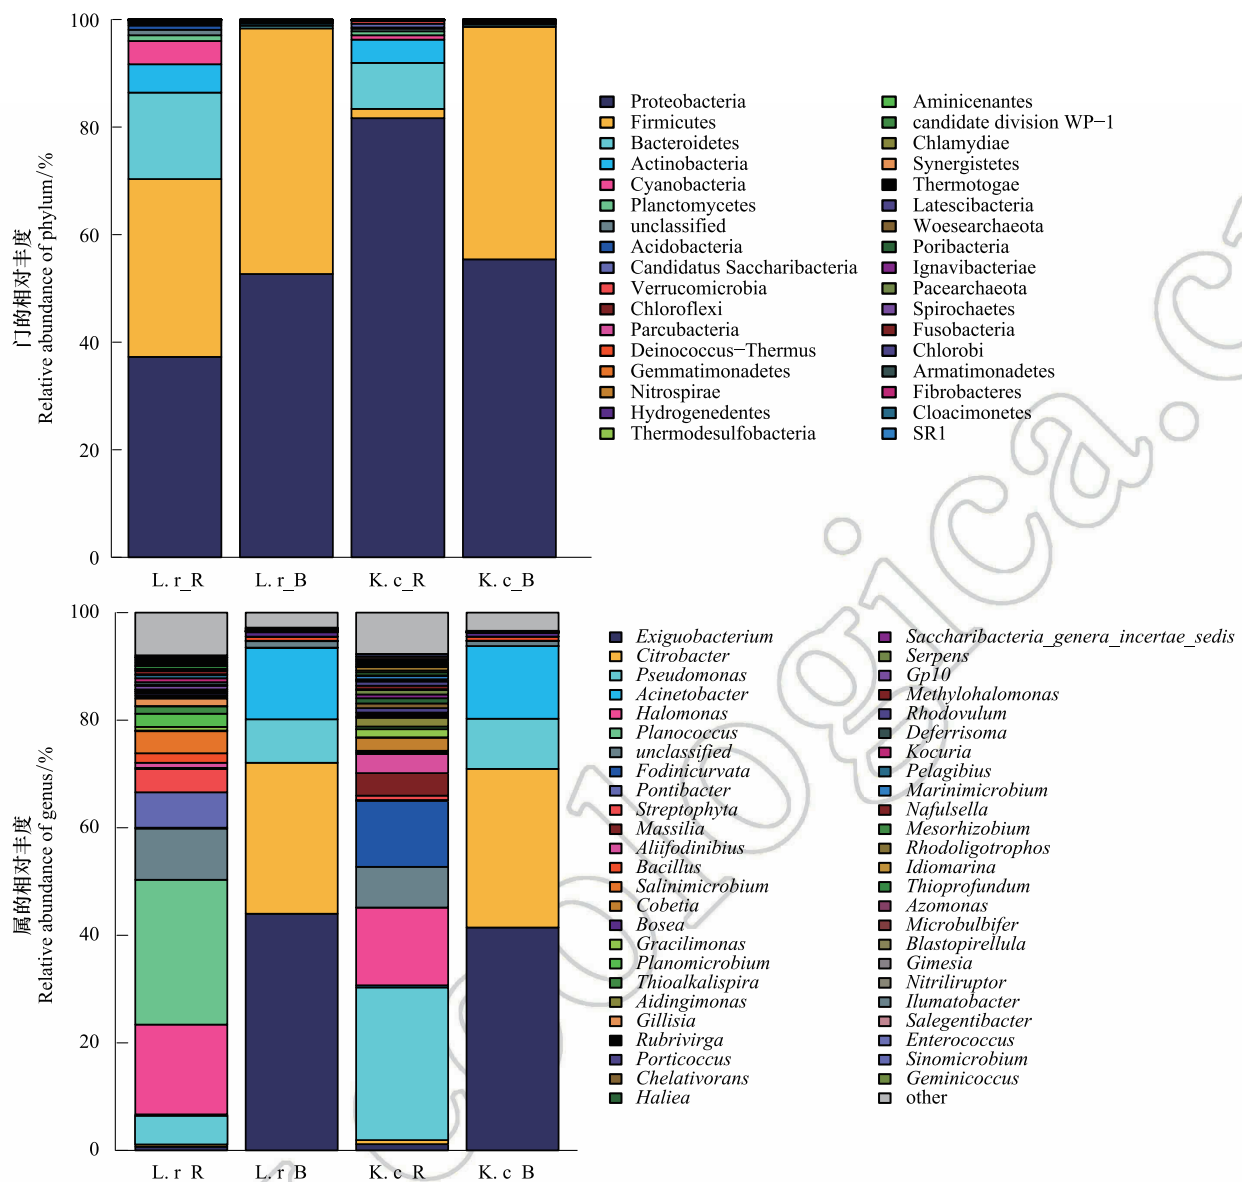 100
80
60
40
20
0
门的相对丰度
Relative abundance of phylum/%
L. r_R
L. r_B
K. c_R
K. c_B
Proteobacteria
Firmicutes
Bacteroidetes
Actinobacteria
Cyanobacteria
Planctomycetes
unclassified
Acidobacteria
Candidatus Saccharibacteria
Verrucomicrobia
Chloroflexi
Parcubacteria
Deinococcus−Thermus
Gemmatimonadetes
Nitrospirae
Hydrogenedentes
Thermodesulfobacteria
Aminicenantes
candidate division WP−1
Chlamydiae
Synergistetes
Thermotogae
Latescibacteria
Woesearchaeota
Poribacteria
Ignavibacteriae
Pacearchaeota
Spirochaetes
Fusobacteria
Chlorobi
Armatimonadetes
Fibrobacteres
Cloacimonetes
SR1
100
80
60
40
20
0
属的相对丰度
Relative abundance of genus/%
L. r_R
L. r_B
K. c_R
K. c_B
Exiguobacterium
Citrobacter
Pseudomonas
Acinetobacter
Halomonas
Planococcus
unclassified
Fodinicurvata
Pontibacter
Streptophyta
Massilia
Aliifodinibius
Bacillus
Salinimicrobium
Cobetia
Bosea
Gracilimonas
Planomicrobium
Thioalkalispira
Aidingimonas
Gillisia
Rubrivirga
Porticoccus
Chelativorans
Haliea
Saccharibacteria_genera_incertae_sedis
Serpens
Gp10
Methylohalomonas
Rhodovulum
Deferrisoma
Kocuria
Pelagibius
Marinimicrobium
Nafulsella
Mesorhizobium
Rhodoligotrophos
Idiomarina
Thioprofundum
Azomonas
Microbulbifer
Blastopirellula
Gimesia
Nitriliruptor
Ilumatobacter
Salegentibacter
Enterococcus
Sinomicrobium
Geminicoccus
other